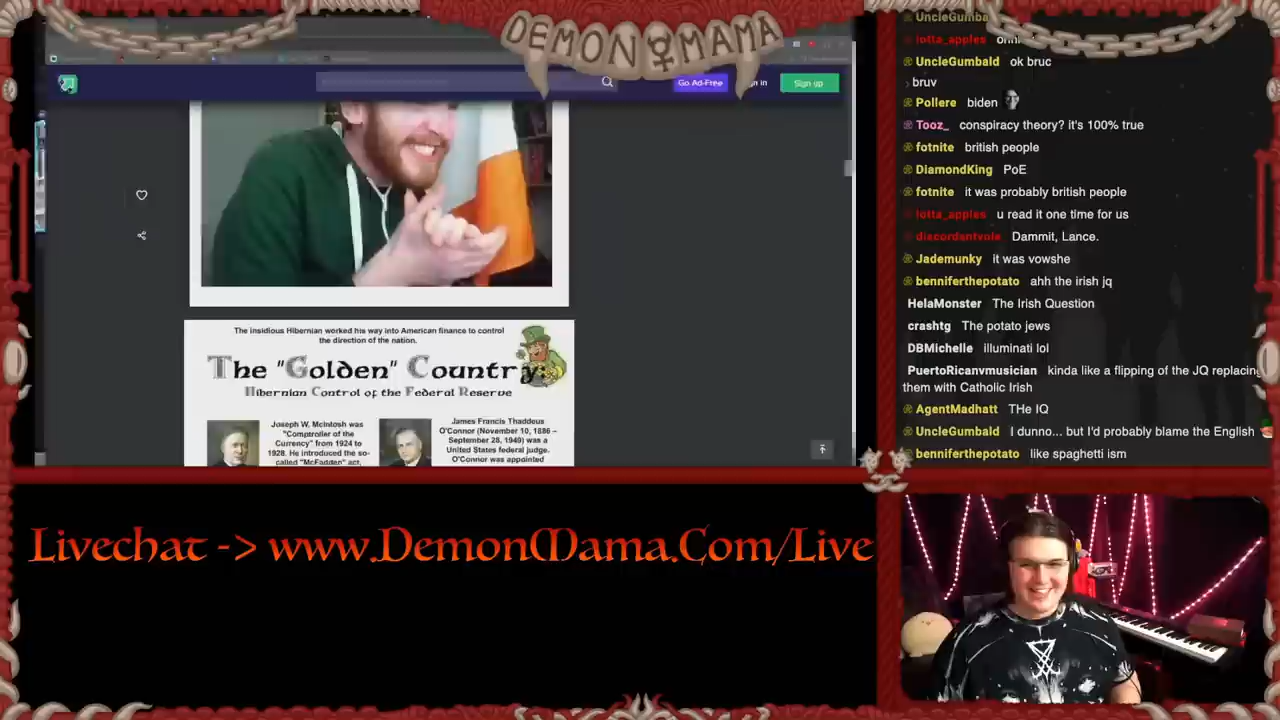 DEMON MAMA
Go Ad-Free
n in
Sign up
The insidious Hibernian worked his way into American finance to control
the direction of the nation.
The "Golden" Country:
Hibernian Control of the Federal Reserve
Joseph W. McIntosh was
"Comptroller of the
Currency" from 1924 to
1928. He introduced the so-
called "McFadden" act,
James Francis Thaddeus
O'Connor (November 10, 1886 –
September 28, 1949) was a
United States federal judge.
O'Connor was appointed
UncleGumba
lotta_apples
UncleGumbald ok bruc
bruv
Pollere biden
Tooz_ conspiracy theory? it's 100% true
fotnite british people
DiamondKing PoE
fotnite it was probably british people
lotta_apples u read it one time for us
discordantvole Dammit, Lance.
Jademunky it was vowshe
benniferthepotato ahh the irish jq
HelaMonster The Irish Question
crashtg The potato jews
DBMichelle illuminati lol
PuertoRicanvmusician kinda like a flipping of the JQ replacing
them with Catholic Irish
AgentMadhatt THe IQ
UncleGumbald I dunno... but I'd probably blame the English
benniferthepotato like spaghetti ism
Livechat -> www.DemonMama.Com/Live